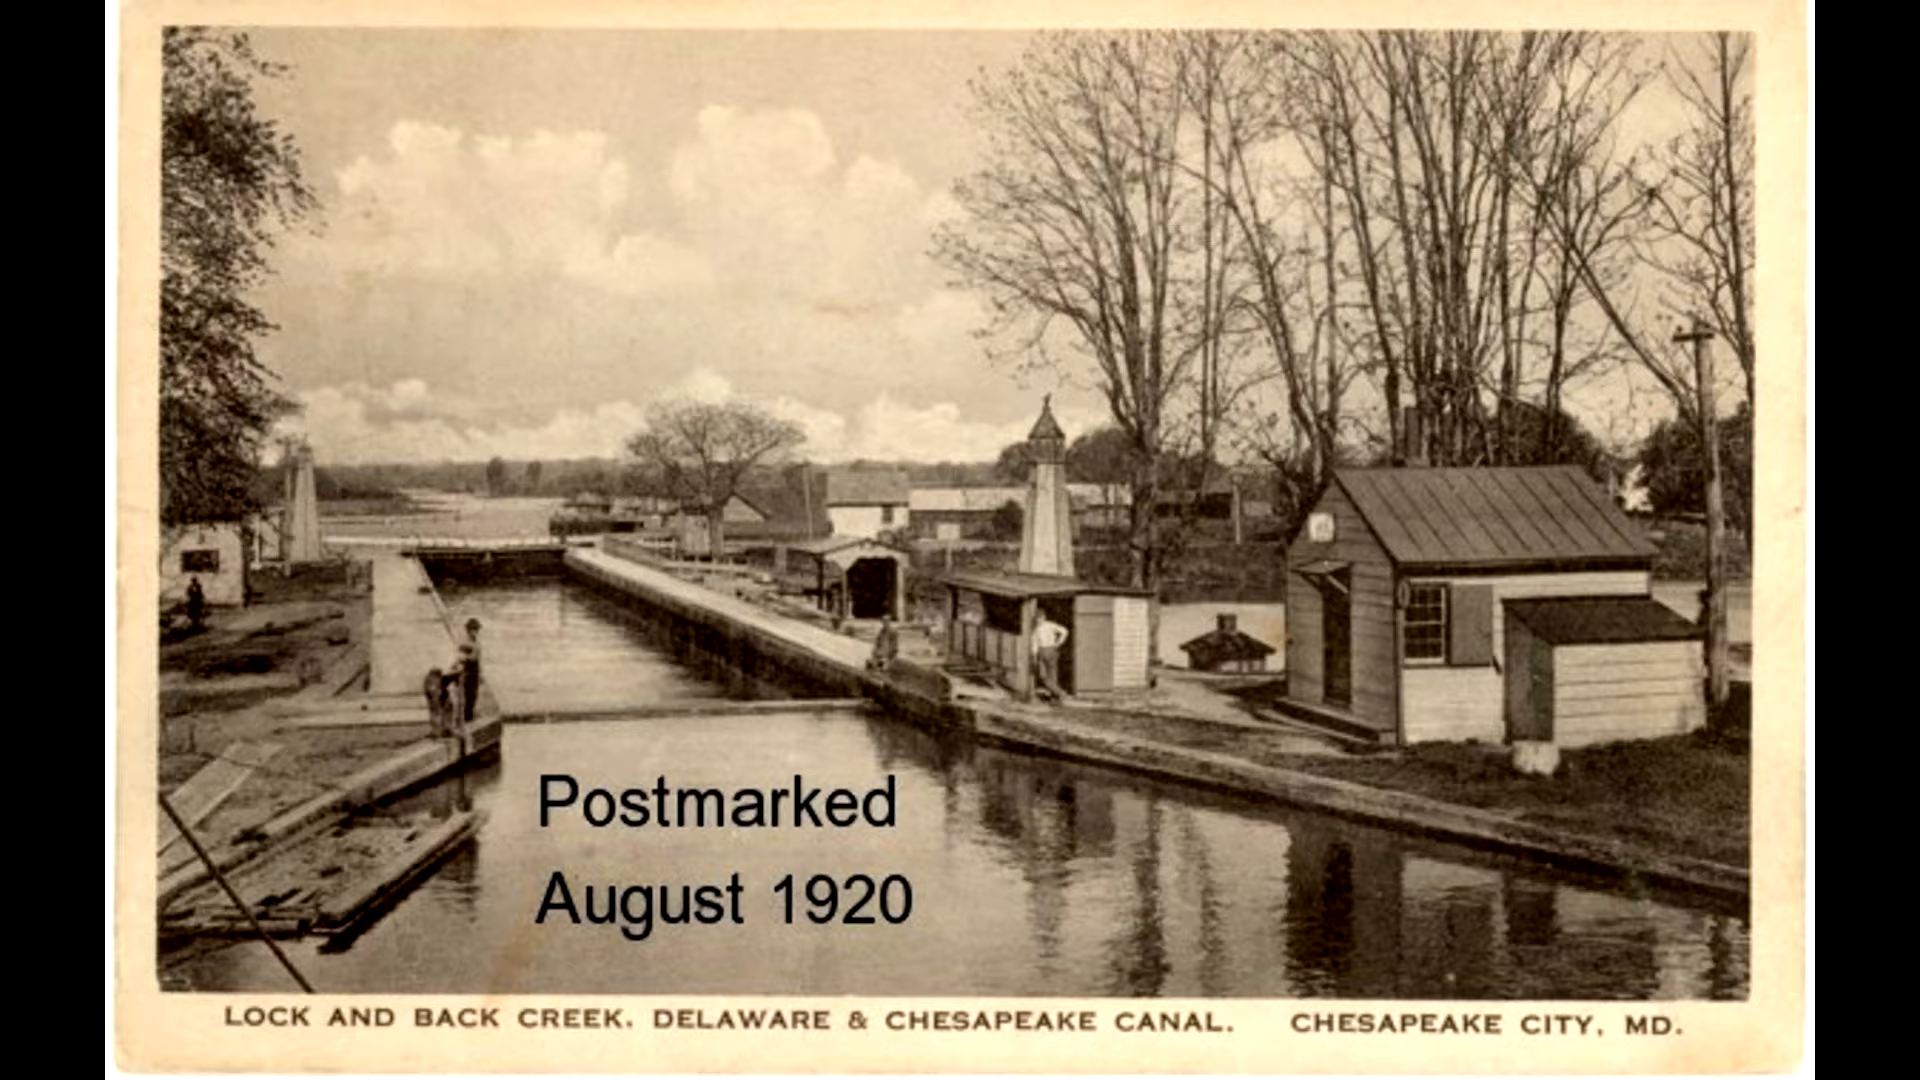 Postmarked
August 1920
LOCK AND BACK CREEK. DELAWARE & CHESAPEAKE CANAL. CHESAPEAKE CITY, MD.